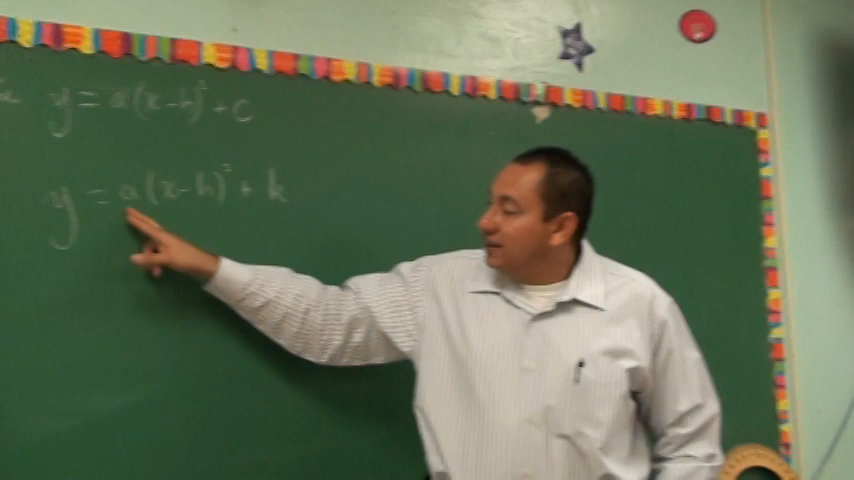 y = a(x-h)² + c
y = a(x-h)² + k